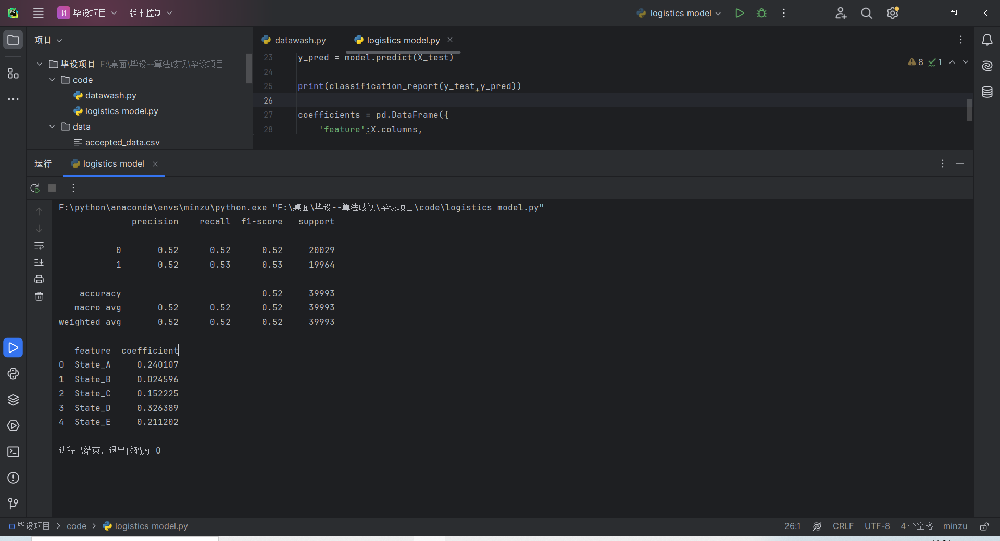 毕设项目 版本控制 logistics model
项目
datawash.py logistics model.py
毕设项目 F:\桌面\毕设--算法歧视\毕设项目
code
datawash.py
logistics model.py
data
accepted_data.csv
8 1
23 y_pred = model.predict(X_test)
24
25 print(classification_report(y_test,y_pred))
26
27 coefficients = pd.DataFrame({
28 'feature':X.columns,
运行 logistics model
F:\python\anaconda\envs\minzu\python.exe "F:\桌面\毕设--算法歧视\毕设项目\code\logistics model.py"
precision recall f1-score support
0 0.52 0.52 0.52 20029
1 0.52 0.53 0.53 19964
accuracy 0.52 39993
macro avg 0.52 0.52 0.52 39993
weighted avg 0.52 0.52 0.52 39993
feature coefficient
0 State_A 0.240107
1 State_B 0.024596
2 State_C 0.152225
3 State_D 0.326389
4 State_E 0.211202
进程已结束，退出代码为 0
毕设项目 > code > logistics model.py
26:1 CRLF UTF-8 4 个空格 minzu